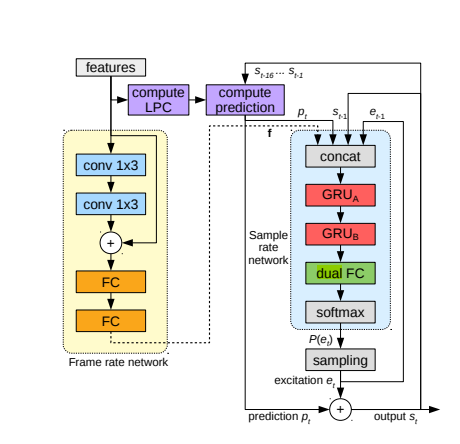 features
compute
LPC
compute
prediction
s_{t-16} ... s_{t-1}
p_t
s_{t-1}
e_{t-1}
f
conv 1x3
conv 1x3
+
FC
FC
Frame rate network
concat
GRU_A
GRU_B
dual FC
softmax
Sample
rate
network
P(e_t)
sampling
excitation e_t
+
prediction p_t
output s_t